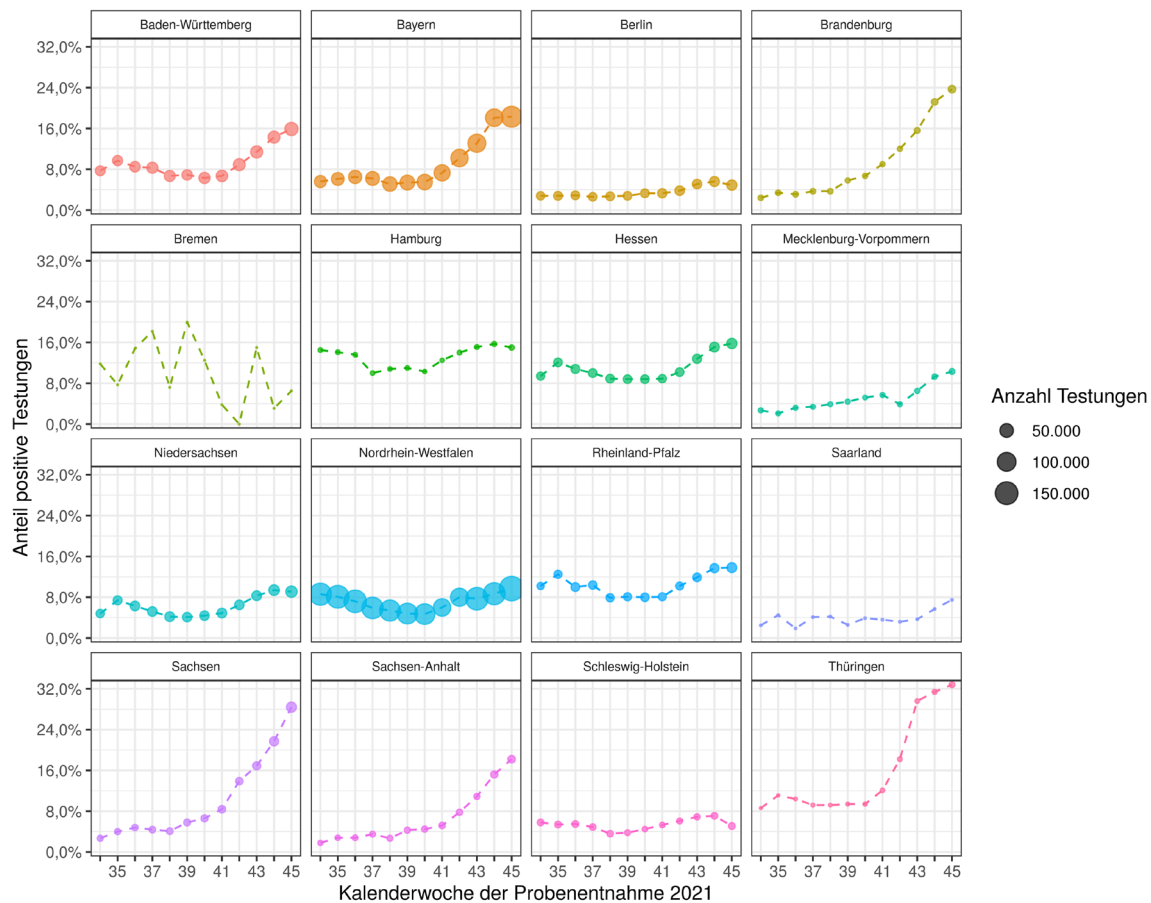 Baden-Württemberg Bayern Berlin Brandenburg
32,0%
24,0%
16,0%
8,0%
0,0%
Bremen Hamburg Hessen Mecklenburg-Vorpommern
32,0%
24,0%
16,0%
8,0%
0,0%
Anteil positive Testungen
Anzahl Testungen
50.000
100.000
150.000
Niedersachsen Nordrhein-Westfalen Rheinland-Pfalz Saarland
32,0%
24,0%
16,0%
8,0%
0,0%
Sachsen Sachsen-Anhalt Schleswig-Holstein Thüringen
32,0%
24,0%
16,0%
8,0%
0,0%
35 37 39 41 43 45 35 37 39 41 43 45 35 37 39 41 43 45 35 37 39 41 43 45
Kalenderwoche der Probenentnahme 2021